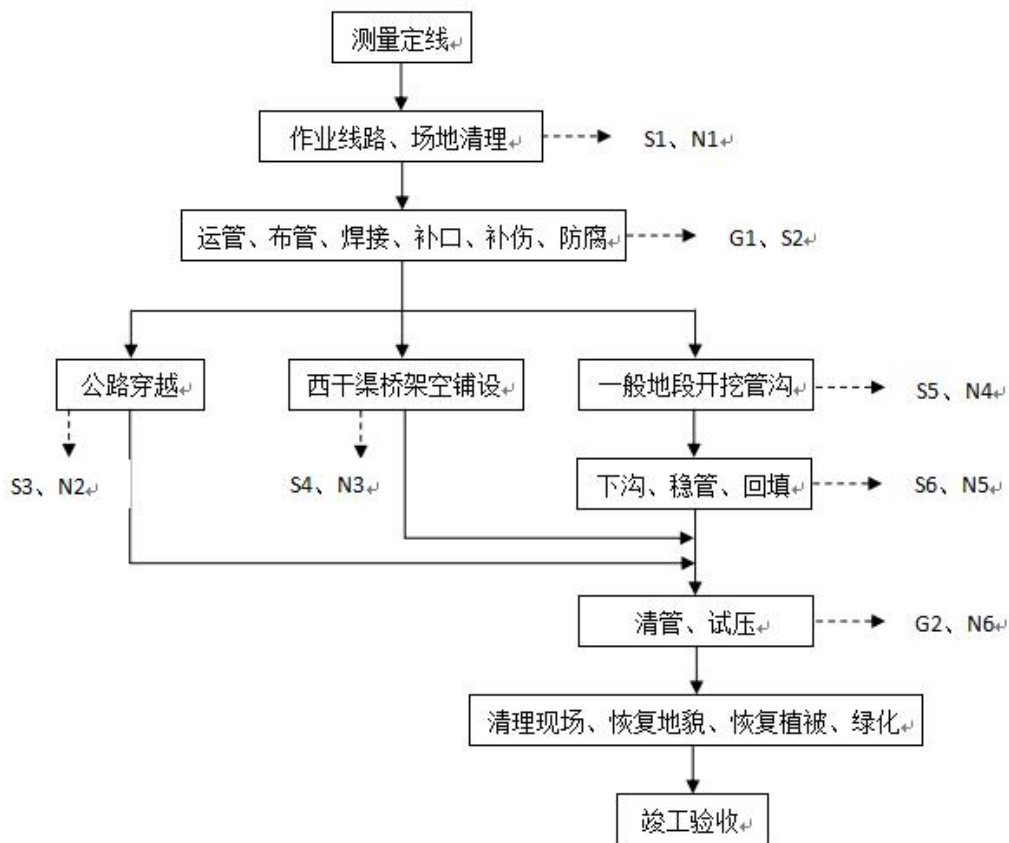 测量定线
作业线路、场地清理
S1、N1
运管、布管、焊接、补口、补伤、防腐
G1、S2
公路穿越
西干渠桥架空铺设
一般地段开挖管沟
S5、N4
S3、N2
S4、N3
下沟、稳管、回填
S6、N5
清管、试压
G2、N6
清理现场、恢复地貌、恢复植被、绿化
竣工验收